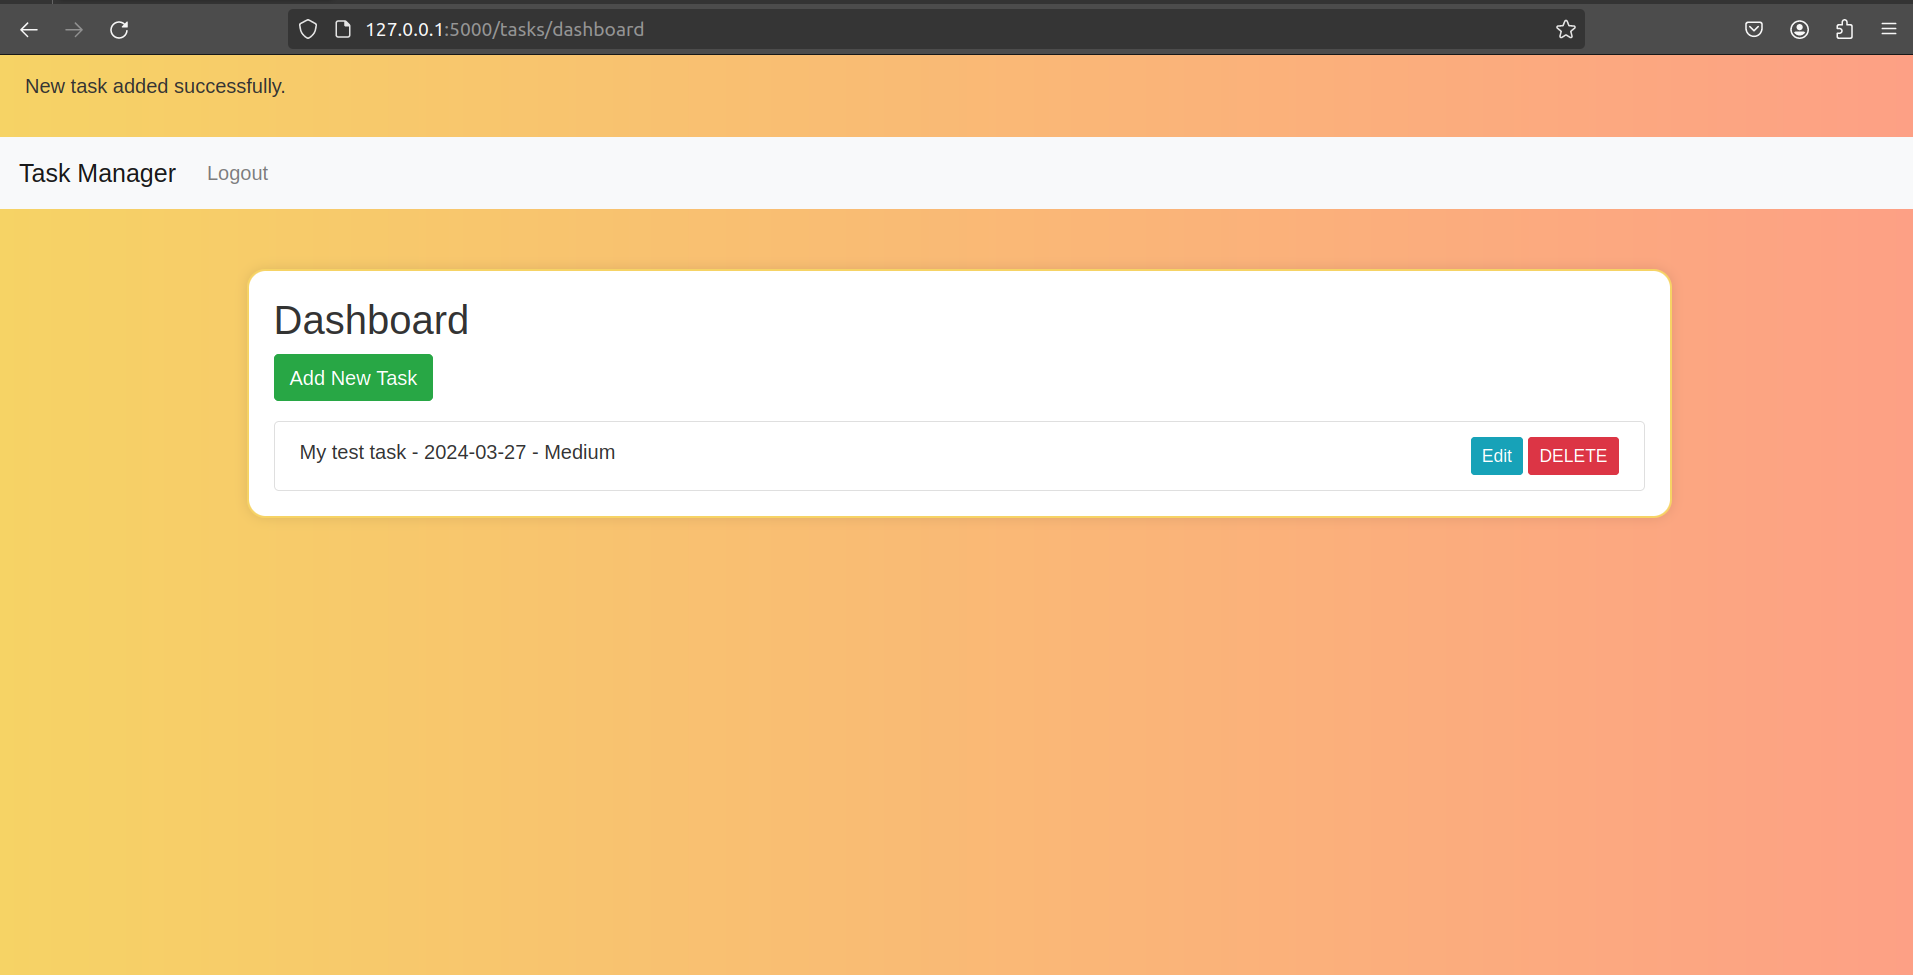 127.0.0.1:5000/tasks/dashboard
New task added successfully.
Task Manager Logout
Dashboard
Add New Task
My test task - 2024-03-27 - Medium Edit DELETE